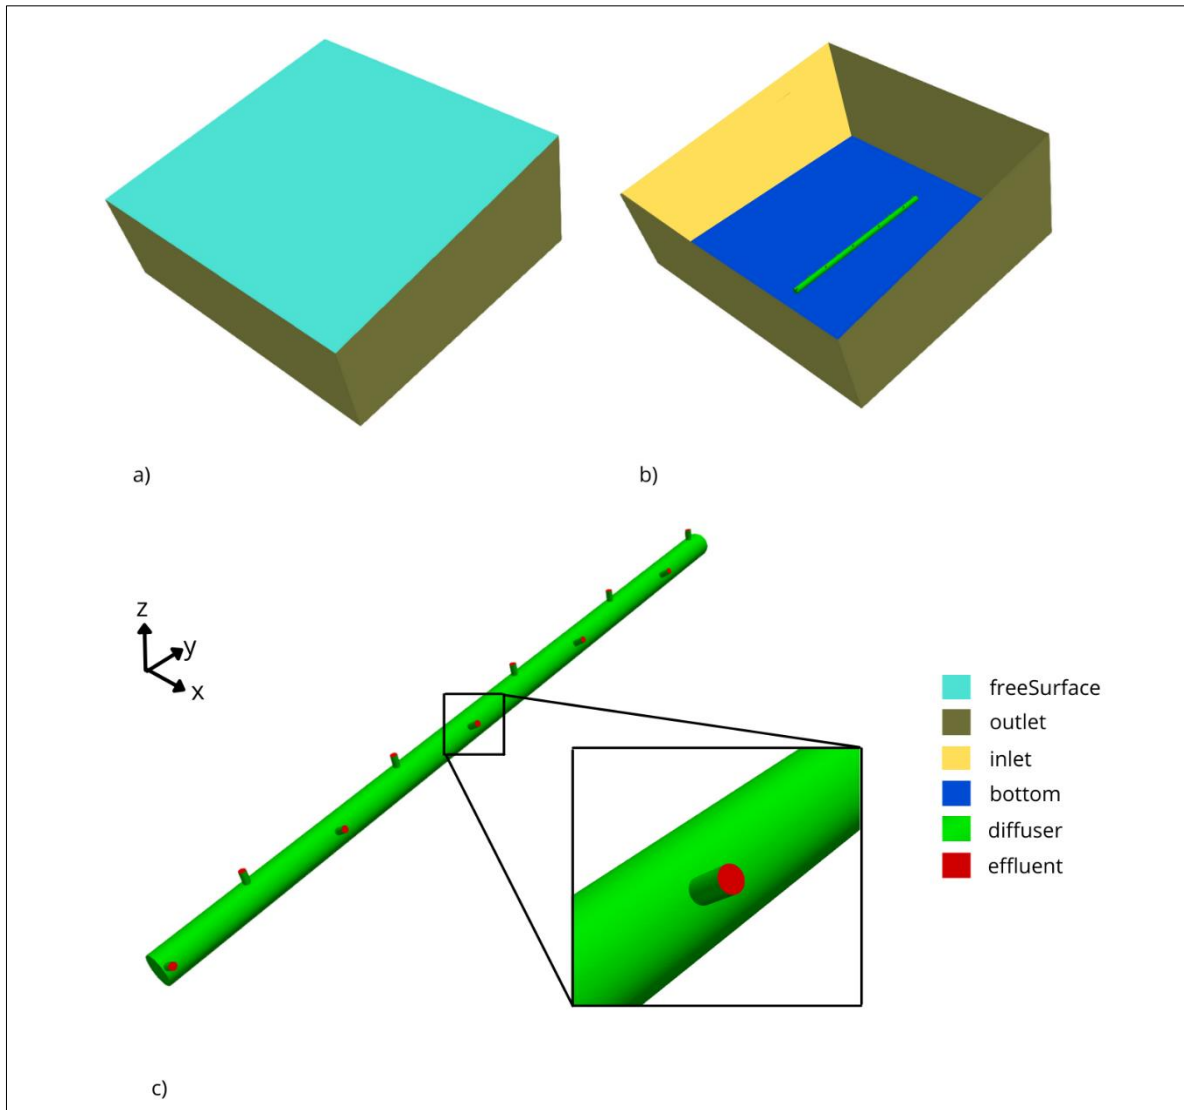 a)
b)
z
y
x
freeSurface
outlet
inlet
bottom
diffuser
effluent
c)